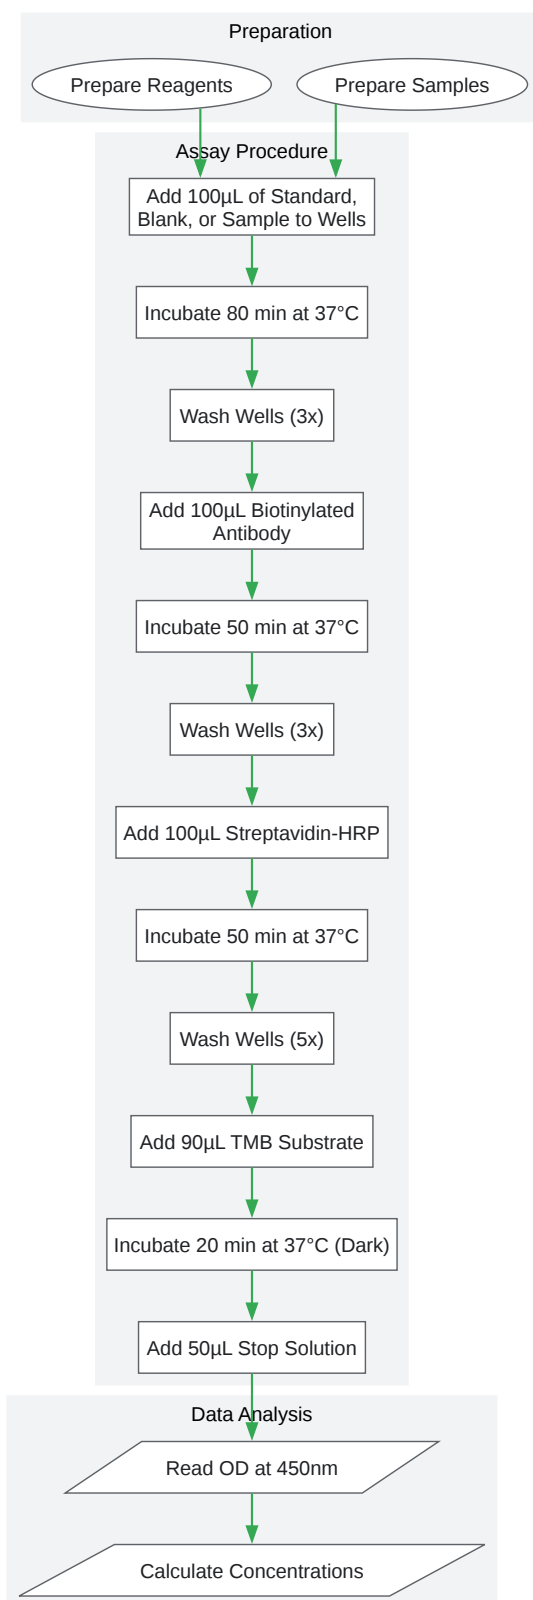 Preparation
Prepare Reagents
Prepare Samples
Assay Procedure
Add 100µL of Standard,
Blank, or Sample to Wells
Incubate 80 min at 37°C
Wash Wells (3x)
Add 100µL Biotinylated
Antibody
Incubate 50 min at 37°C
Wash Wells (3x)
Add 100µL Streptavidin-HRP
Incubate 50 min at 37°C
Wash Wells (5x)
Add 90µL TMB Substrate
Incubate 20 min at 37°C (Dark)
Add 50µL Stop Solution
Data Analysis
Read OD at 450nm
Calculate Concentrations